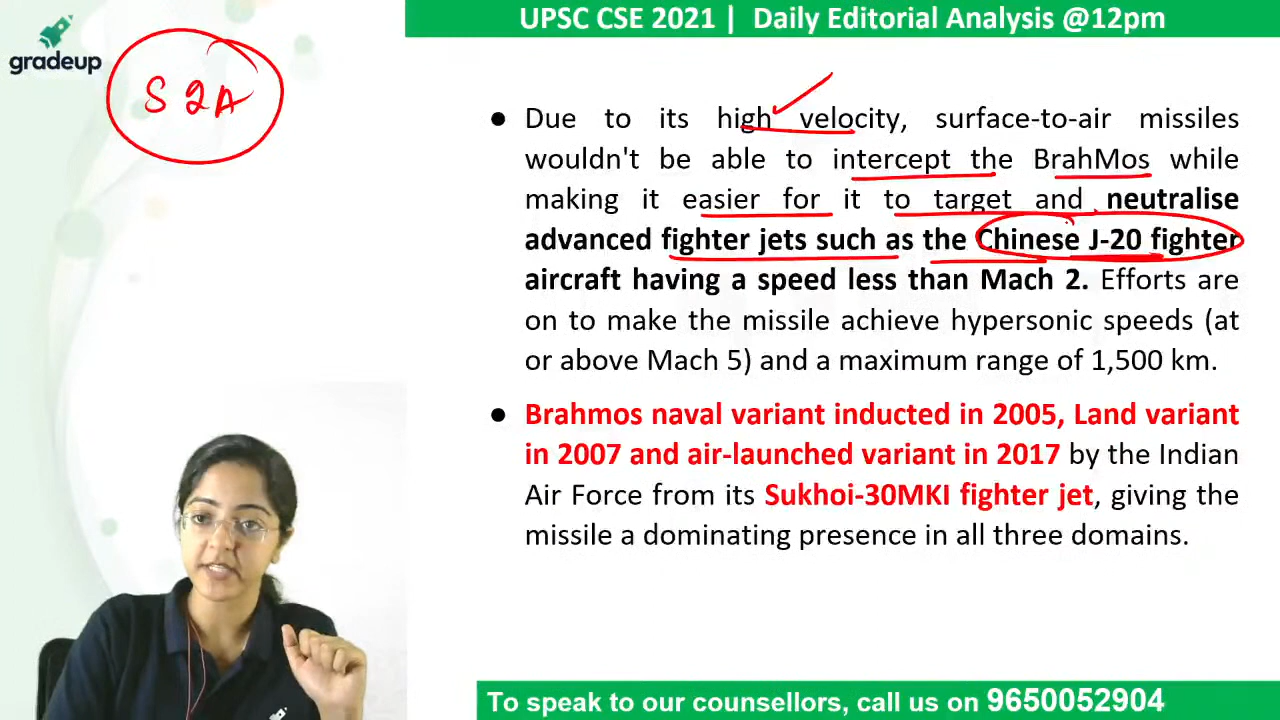 UPSC CSE 2021 | Daily Editorial Analysis @12pm
gradeup
S 2A
● Due to its high velocity, surface-to-air missiles
wouldn't be able to intercept the BrahMos while
making it easier for it to target and neutralise
advanced fighter jets such as the Chinese J-20 fighter
aircraft having a speed less than Mach 2. Efforts are
on to make the missile achieve hypersonic speeds (at
or above Mach 5) and a maximum range of 1,500 km.
● Brahmos naval variant inducted in 2005, Land variant
in 2007 and air-launched variant in 2017 by the Indian
Air Force from its Sukhoi-30MKI fighter jet, giving the
missile a dominating presence in all three domains.
To speak to our counsellors, call us on 9650052904